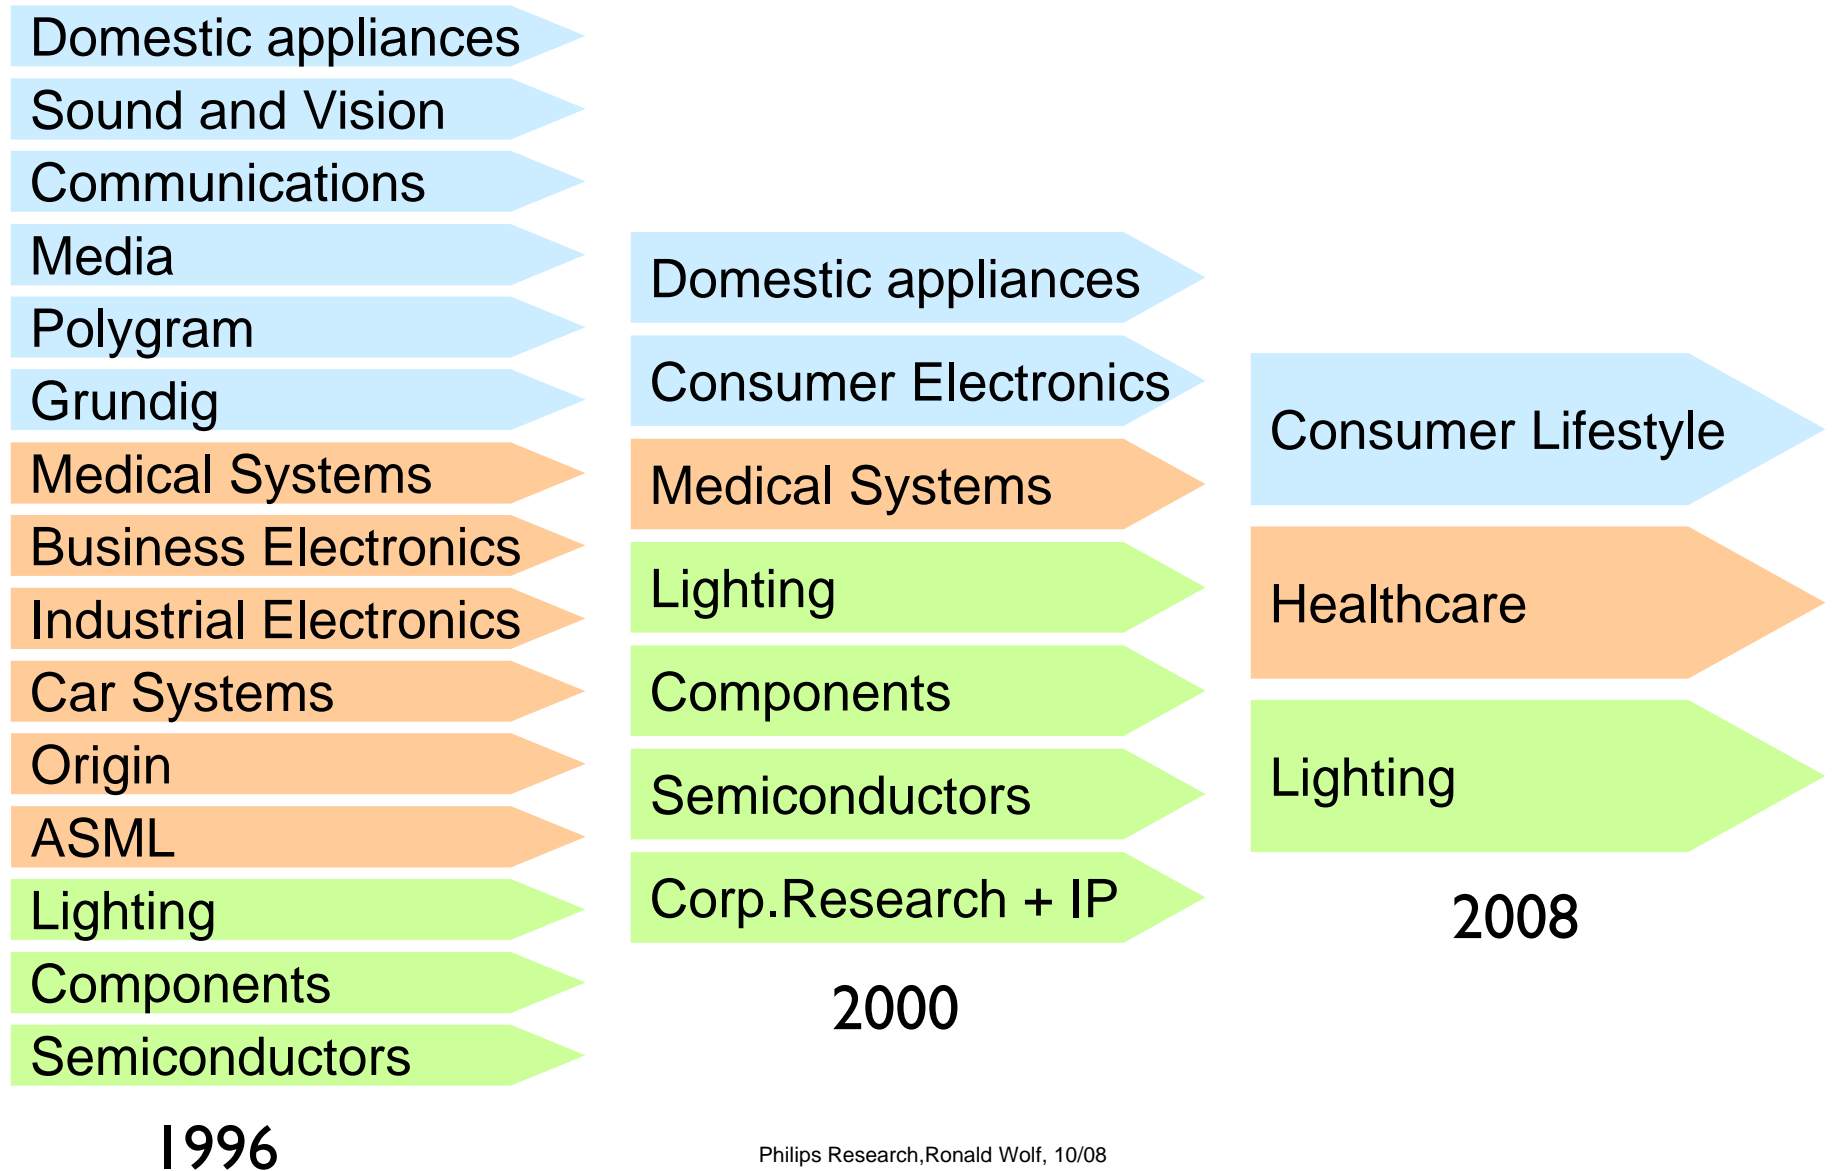 Domestic appliances
Sound and Vision
Communications
Media
Polygram
Grundig
Medical Systems
Business Electronics
Industrial Electronics
Car Systems
Origin
ASML
Lighting
Components
Semiconductors
1996
Domestic appliances
Consumer Electronics
Medical Systems
Lighting
Components
Semiconductors
Corp.Research + IP
2000
Consumer Lifestyle
Healthcare
Lighting
2008
Philips Research,Ronald Wolf, 10/08